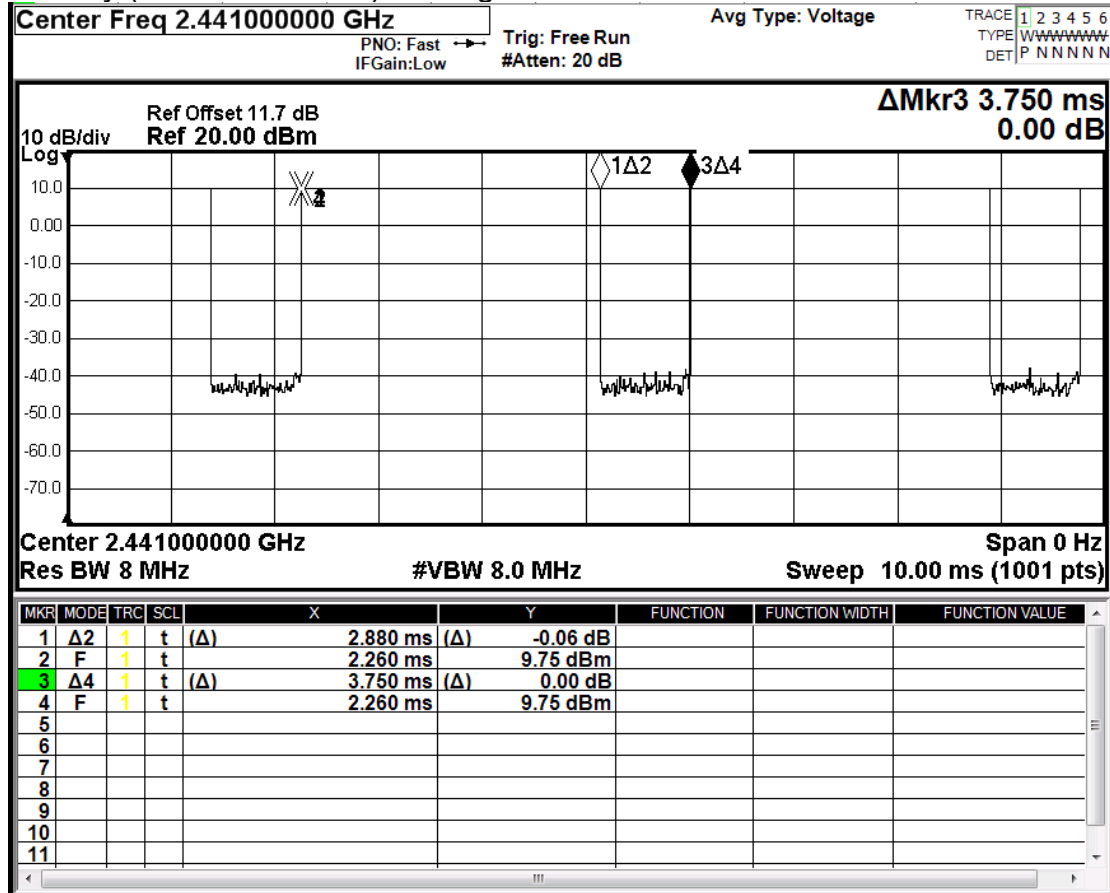 Center Freq 2.441000000 GHz
PNO: Fast
IFGain:Low
Trig: Free Run
#Atten: 20 dB
Avg Type: Voltage
TRACE 1 2 3 4 5 6
TYPE WWWWWW
DET P N N N N N
ΔMkr3 3.750 ms
0.00 dB
Ref Offset 11.7 dB
10 dB/div Ref 20.00 dBm
Log
1Δ2
3Δ4
10.0
0.00
-10.0
-20.0
-30.0
-40.0
-50.0
-60.0
-70.0
Center 2.441000000 GHz
Span 0 Hz
Res BW 8 MHz
#VBW 8.0 MHz
Sweep 10.00 ms (1001 pts)
MKR MODE TRC SCL X Y FUNCTION FUNCTION WIDTH FUNCTION VALUE
1 Δ2 1 t (Δ) 2.880 ms (Δ) -0.06 dB
2 F 1 t 2.260 ms 9.75 dBm
3 Δ4 1 t (Δ) 3.750 ms (Δ) 0.00 dB
4 F 1 t 2.260 ms 9.75 dBm
5
6
7
8
9
10
11